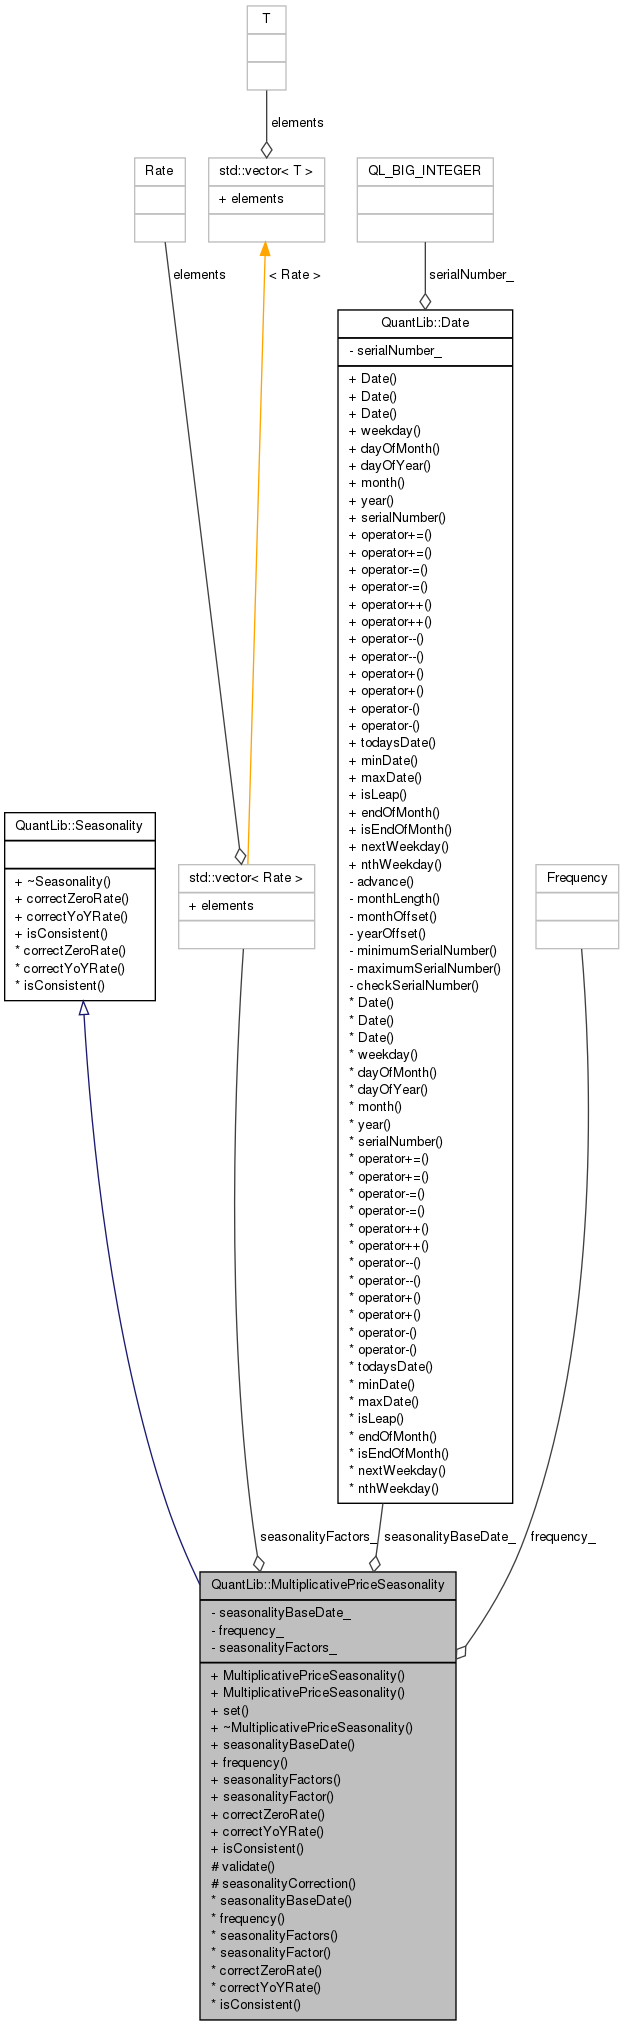 T
elements
Rate
std::vector< T >
+ elements
QL_BIG_INTEGER
elements
< Rate >
serialNumber_
QuantLib::Date
- serialNumber_
+ Date()
+ Date()
+ Date()
+ weekday()
+ dayOfMonth()
+ dayOfYear()
+ month()
+ year()
+ serialNumber()
+ operator+=()
+ operator+=()
+ operator-=()
+ operator-=()
+ operator++()
+ operator++()
+ operator--()
+ operator--()
+ operator+()
+ operator+()
+ operator-()
+ operator-()
+ todaysDate()
+ minDate()
+ maxDate()
+ isLeap()
+ endOfMonth()
+ isEndOfMonth()
+ nextWeekday()
+ nthWeekday()
- advance()
- monthLength()
- monthOffset()
- yearOffset()
- minimumSerialNumber()
- maximumSerialNumber()
- checkSerialNumber()
* Date()
* Date()
* Date()
* weekday()
* dayOfMonth()
* dayOfYear()
* month()
* year()
* serialNumber()
* operator+=()
* operator+=()
* operator-=()
* operator-=()
* operator++()
* operator++()
* operator--()
* operator--()
* operator+()
* operator+()
* operator-()
* operator-()
* todaysDate()
* minDate()
* maxDate()
* isLeap()
* endOfMonth()
* isEndOfMonth()
* nextWeekday()
* nthWeekday()
QuantLib::Seasonality
+ ~Seasonality()
+ correctZeroRate()
+ correctYoYRate()
+ isConsistent()
* correctZeroRate()
* correctYoYRate()
* isConsistent()
std::vector< Rate >
+ elements
Frequency
seasonalityFactors_
seasonalityBaseDate_
frequency_
QuantLib::MultiplicativePriceSeasonality
- seasonalityBaseDate_
- frequency_
- seasonalityFactors_
+ MultiplicativePriceSeasonality()
+ MultiplicativePriceSeasonality()
+ set()
+ ~MultiplicativePriceSeasonality()
+ seasonalityBaseDate()
+ frequency()
+ seasonalityFactors()
+ seasonalityFactor()
+ correctZeroRate()
+ correctYoYRate()
+ isConsistent()
# validate()
# seasonalityCorrection()
* seasonalityBaseDate()
* frequency()
* seasonalityFactors()
* seasonalityFactor()
* correctZeroRate()
* correctYoYRate()
* isConsistent()